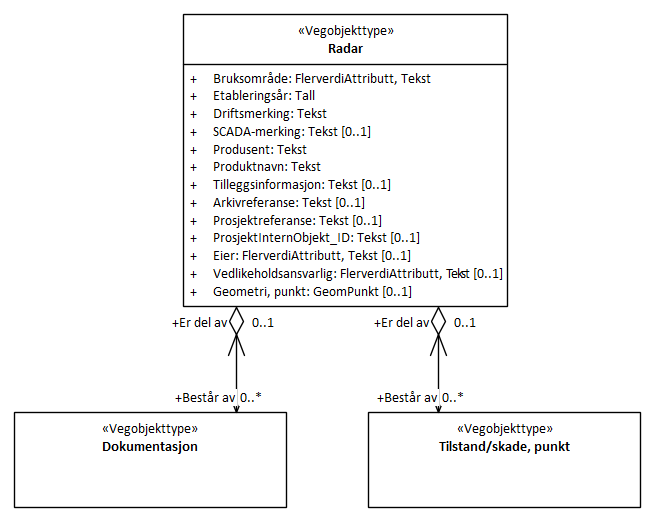 «Vegobjekttype»
Radar
+ Bruksområde: FlerverdiAttributt, Tekst
+ Etableringsår: Tall
+ Driftsmerking: Tekst
+ SCADA-merking: Tekst [0..1]
+ Produsent: Tekst
+ Produktnavn: Tekst
+ Tilleggsinformasjon: Tekst [0..1]
+ Arkivreferanse: Tekst [0..1]
+ Prosjektreferanse: Tekst [0..1]
+ ProsjektInternObjekt_ID: Tekst [0..1]
+ Eier: FlerverdiAttributt, Tekst [0..1]
+ Vedlikeholdsansvarlig: FlerverdiAttributt, Tekst [0..1]
+ Geometri, punkt: GeomPunkt [0..1]
+Er del av 0..1
+Er del av 0..1
+Består av 0..*
+Består av 0..*
«Vegobjekttype»
Dokumentasjon
«Vegobjekttype»
Tilstand/skade, punkt